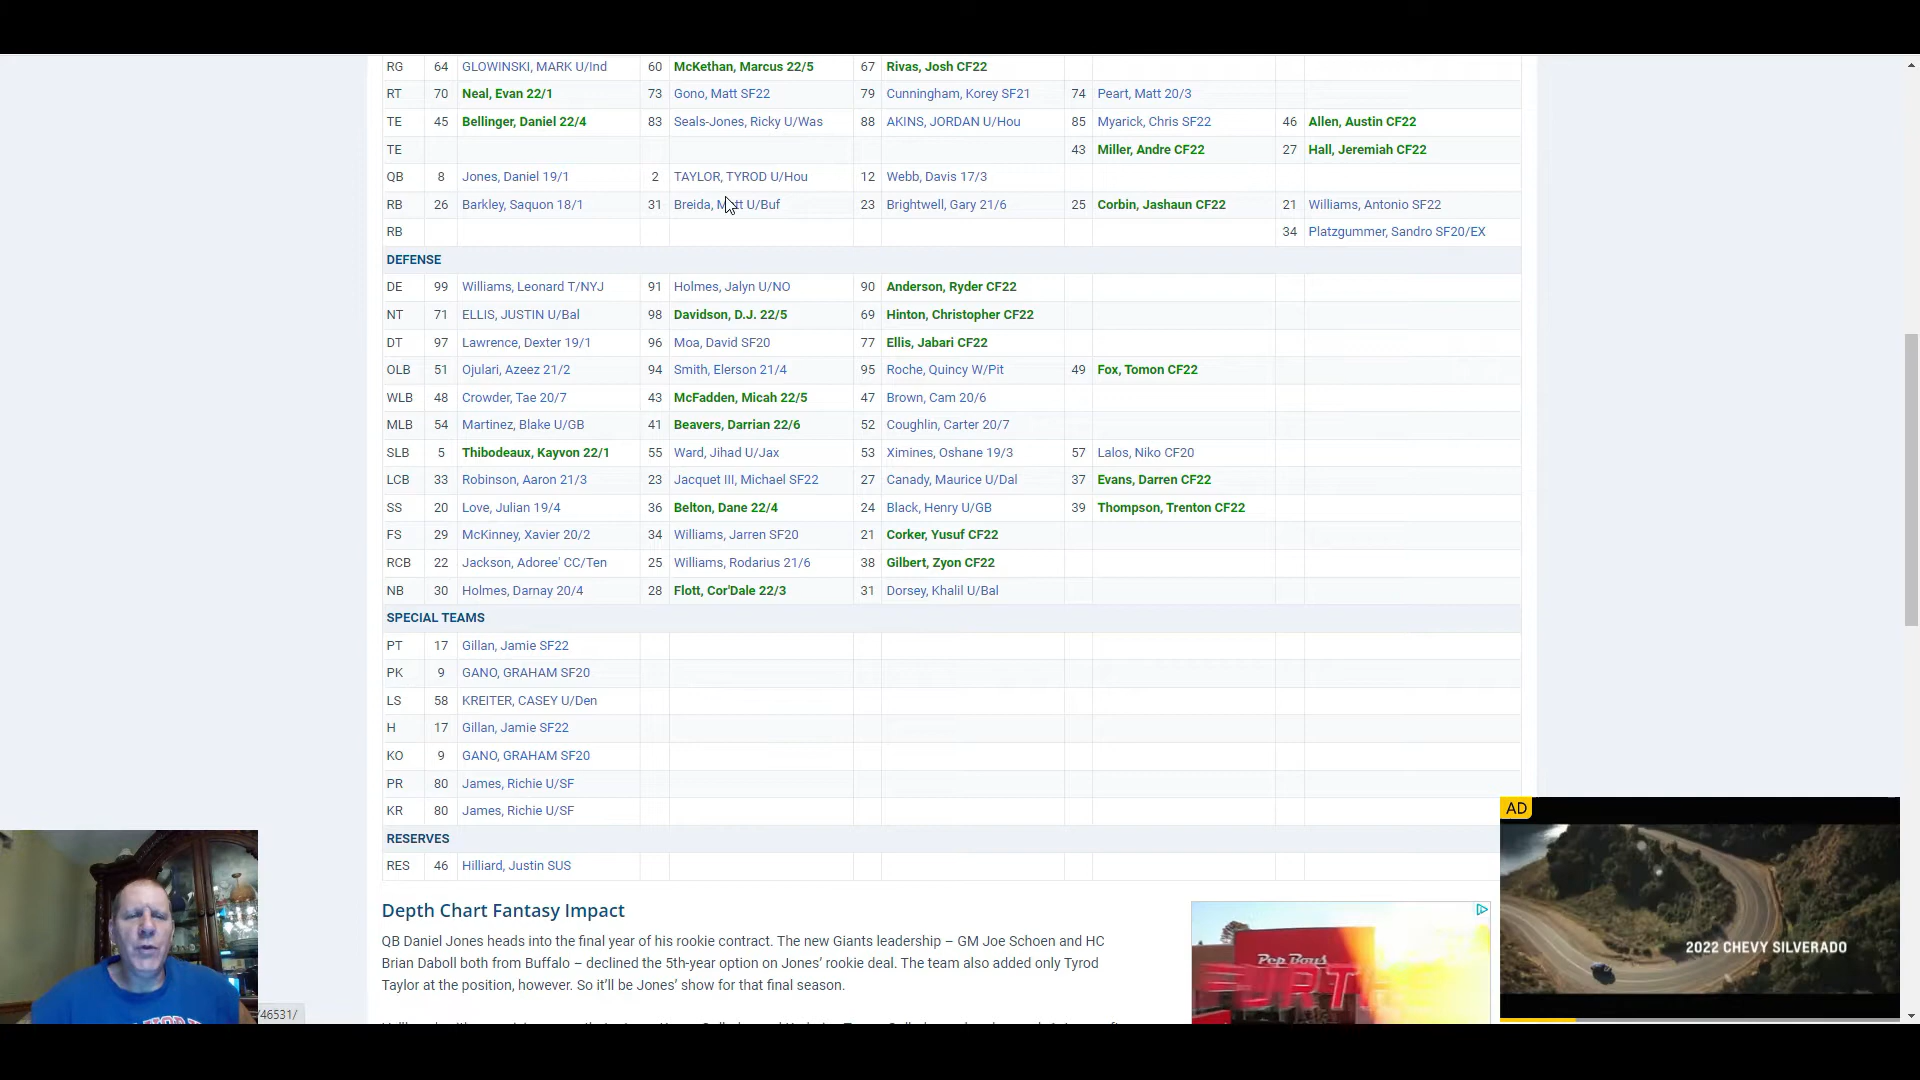 RG 64 GLOWINSKI, MARK U/Ind 60 McKethan, Marcus 22/5 67 Rivas, Josh CF22
RT 70 Neal, Evan 22/1 73 Gono, Matt SF22 79 Cunningham, Korey SF21 74 Peart, Matt 20/3
TE 45 Bellinger, Daniel 22/4 83 Seals-Jones, Ricky U/Was 88 AKINS, JORDAN U/Hou 85 Myarick, Chris SF22 46 Allen, Austin CF22
TE 43 Miller, Andre CF22 27 Hall, Jeremiah CF22
QB 8 Jones, Daniel 19/1 2 TAYLOR, TYROD U/Hou 12 Webb, Davis 17/3
RB 26 Barkley, Saquon 18/1 31 Breida, Matt U/Buf 23 Brightwell, Gary 21/6 25 Corbin, Jashaun CF22 21 Williams, Antonio SF22
RB 34 Platzgummer, Sandro SF20/EX
DEFENSE
DE 99 Williams, Leonard T/NYJ 91 Holmes, Jalyn U/NO 90 Anderson, Ryder CF22
NT 71 ELLIS, JUSTIN U/Bal 98 Davidson, D.J. 22/5 69 Hinton, Christopher CF22
DT 97 Lawrence, Dexter 19/1 96 Moa, David SF20 77 Ellis, Jabari CF22
OLB 51 Ojulari, Azeez 21/2 94 Smith, Elerson 21/4 95 Roche, Quincy W/Pit 49 Fox, Tomon CF22
WLB 48 Crowder, Tae 20/7 43 McFadden, Micah 22/5 47 Brown, Cam 20/6
MLB 54 Martinez, Blake U/GB 41 Beavers, Darrian 22/6 52 Coughlin, Carter 20/7
SLB 5 Thibodeaux, Kayvon 22/1 55 Ward, Jihad U/Jax 53 Ximines, Oshane 19/3 57 Lalos, Niko CF20
LCB 33 Robinson, Aaron 21/3 23 Jacquet III, Michael SF22 27 Canady, Maurice U/Dal 37 Evans, Darren CF22
SS 20 Love, Julian 19/4 36 Belton, Dane 22/4 24 Black, Henry U/GB 39 Thompson, Trenton CF22
FS 29 McKinney, Xavier 20/2 34 Williams, Jarren SF20 21 Corker, Yusuf CF22
RCB 22 Jackson, Adoree' CC/Ten 25 Williams, Rodarius 21/6 38 Gilbert, Zyon CF22
NB 30 Holmes, Darnay 20/4 28 Flott, Cor'Dale 22/3 31 Dorsey, Khalil U/Bal
SPECIAL TEAMS
PT 17 Gillan, Jamie SF22
PK 9 GANO, GRAHAM SF20
LS 58 KREITER, CASEY U/Den
H 17 Gillan, Jamie SF22
KO 9 GANO, GRAHAM SF20
PR 80 James, Richie U/SF
KR 80 James, Richie U/SF
RESERVES
RES 46 Hilliard, Justin SUS
Depth Chart Fantasy Impact
QB Daniel Jones heads into the final year of his rookie contract. The new Giants leadership – GM Joe Schoen and HC
Brian Daboll both from Buffalo – declined the 5th-year option on Jones' rookie deal. The team also added only Tyrod
Taylor at the position, however. So it'll be Jones' show for that final season.
Pep Boys
AD
2022 CHEVY SILVERADO
/46531/